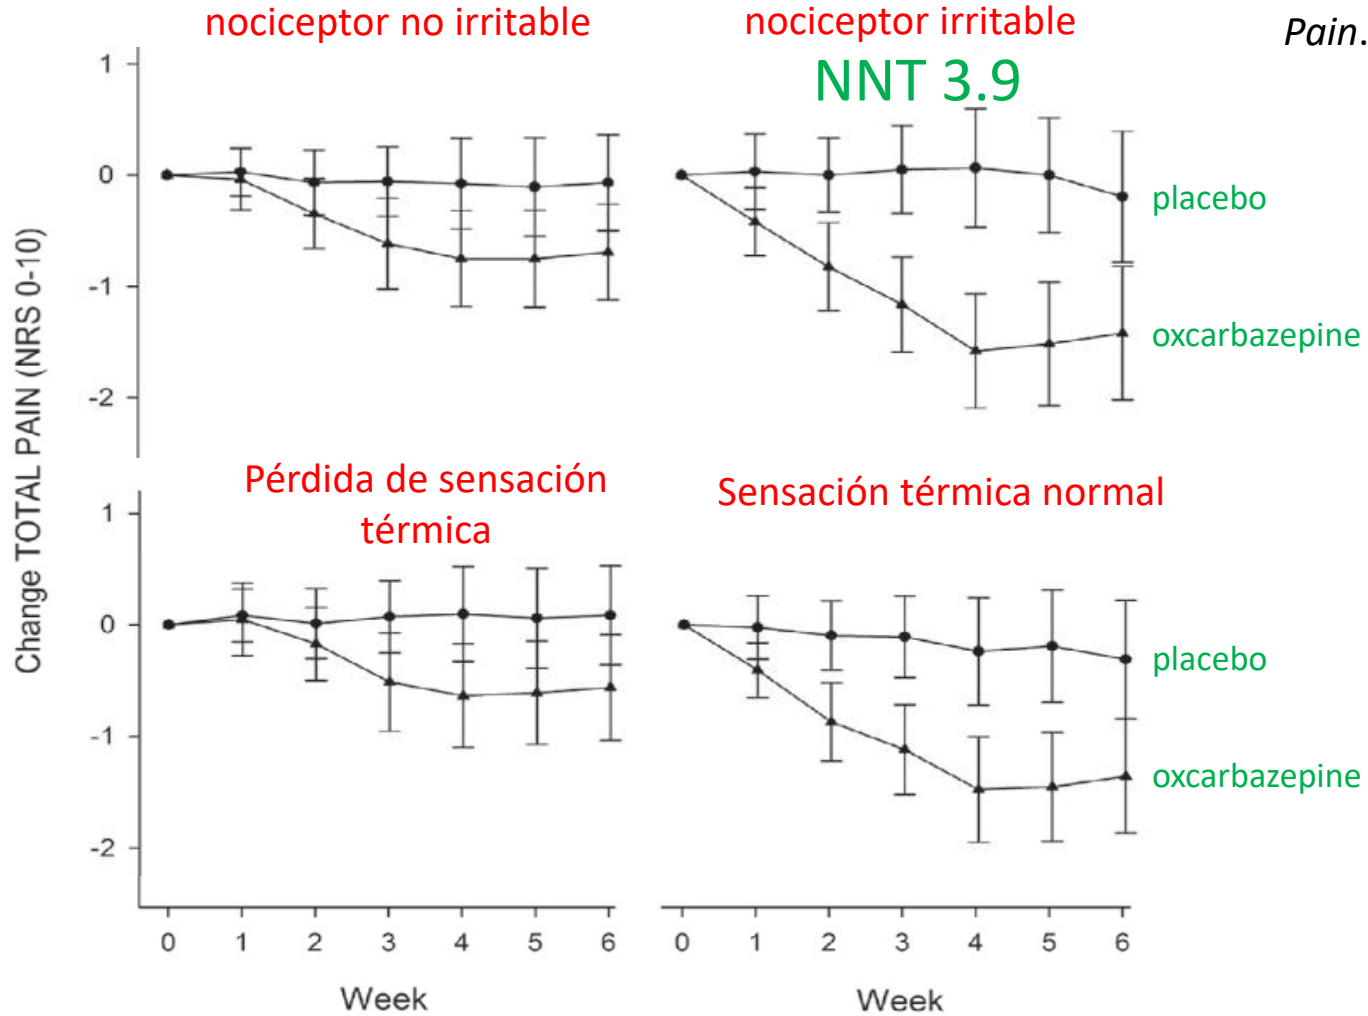 nociceptor no irritable
nociceptor irritable
Pain.
NNT 3.9
Change TOTAL PAIN (NRS 0-10)
1
0
-1
-2
placebo
oxcarbazepine
Pérdida de sensación
térmica
Sensación térmica normal
1
0
-1
-2
placebo
oxcarbazepine
0 1 2 3 4 5 6
0 1 2 3 4 5 6
Week
Week